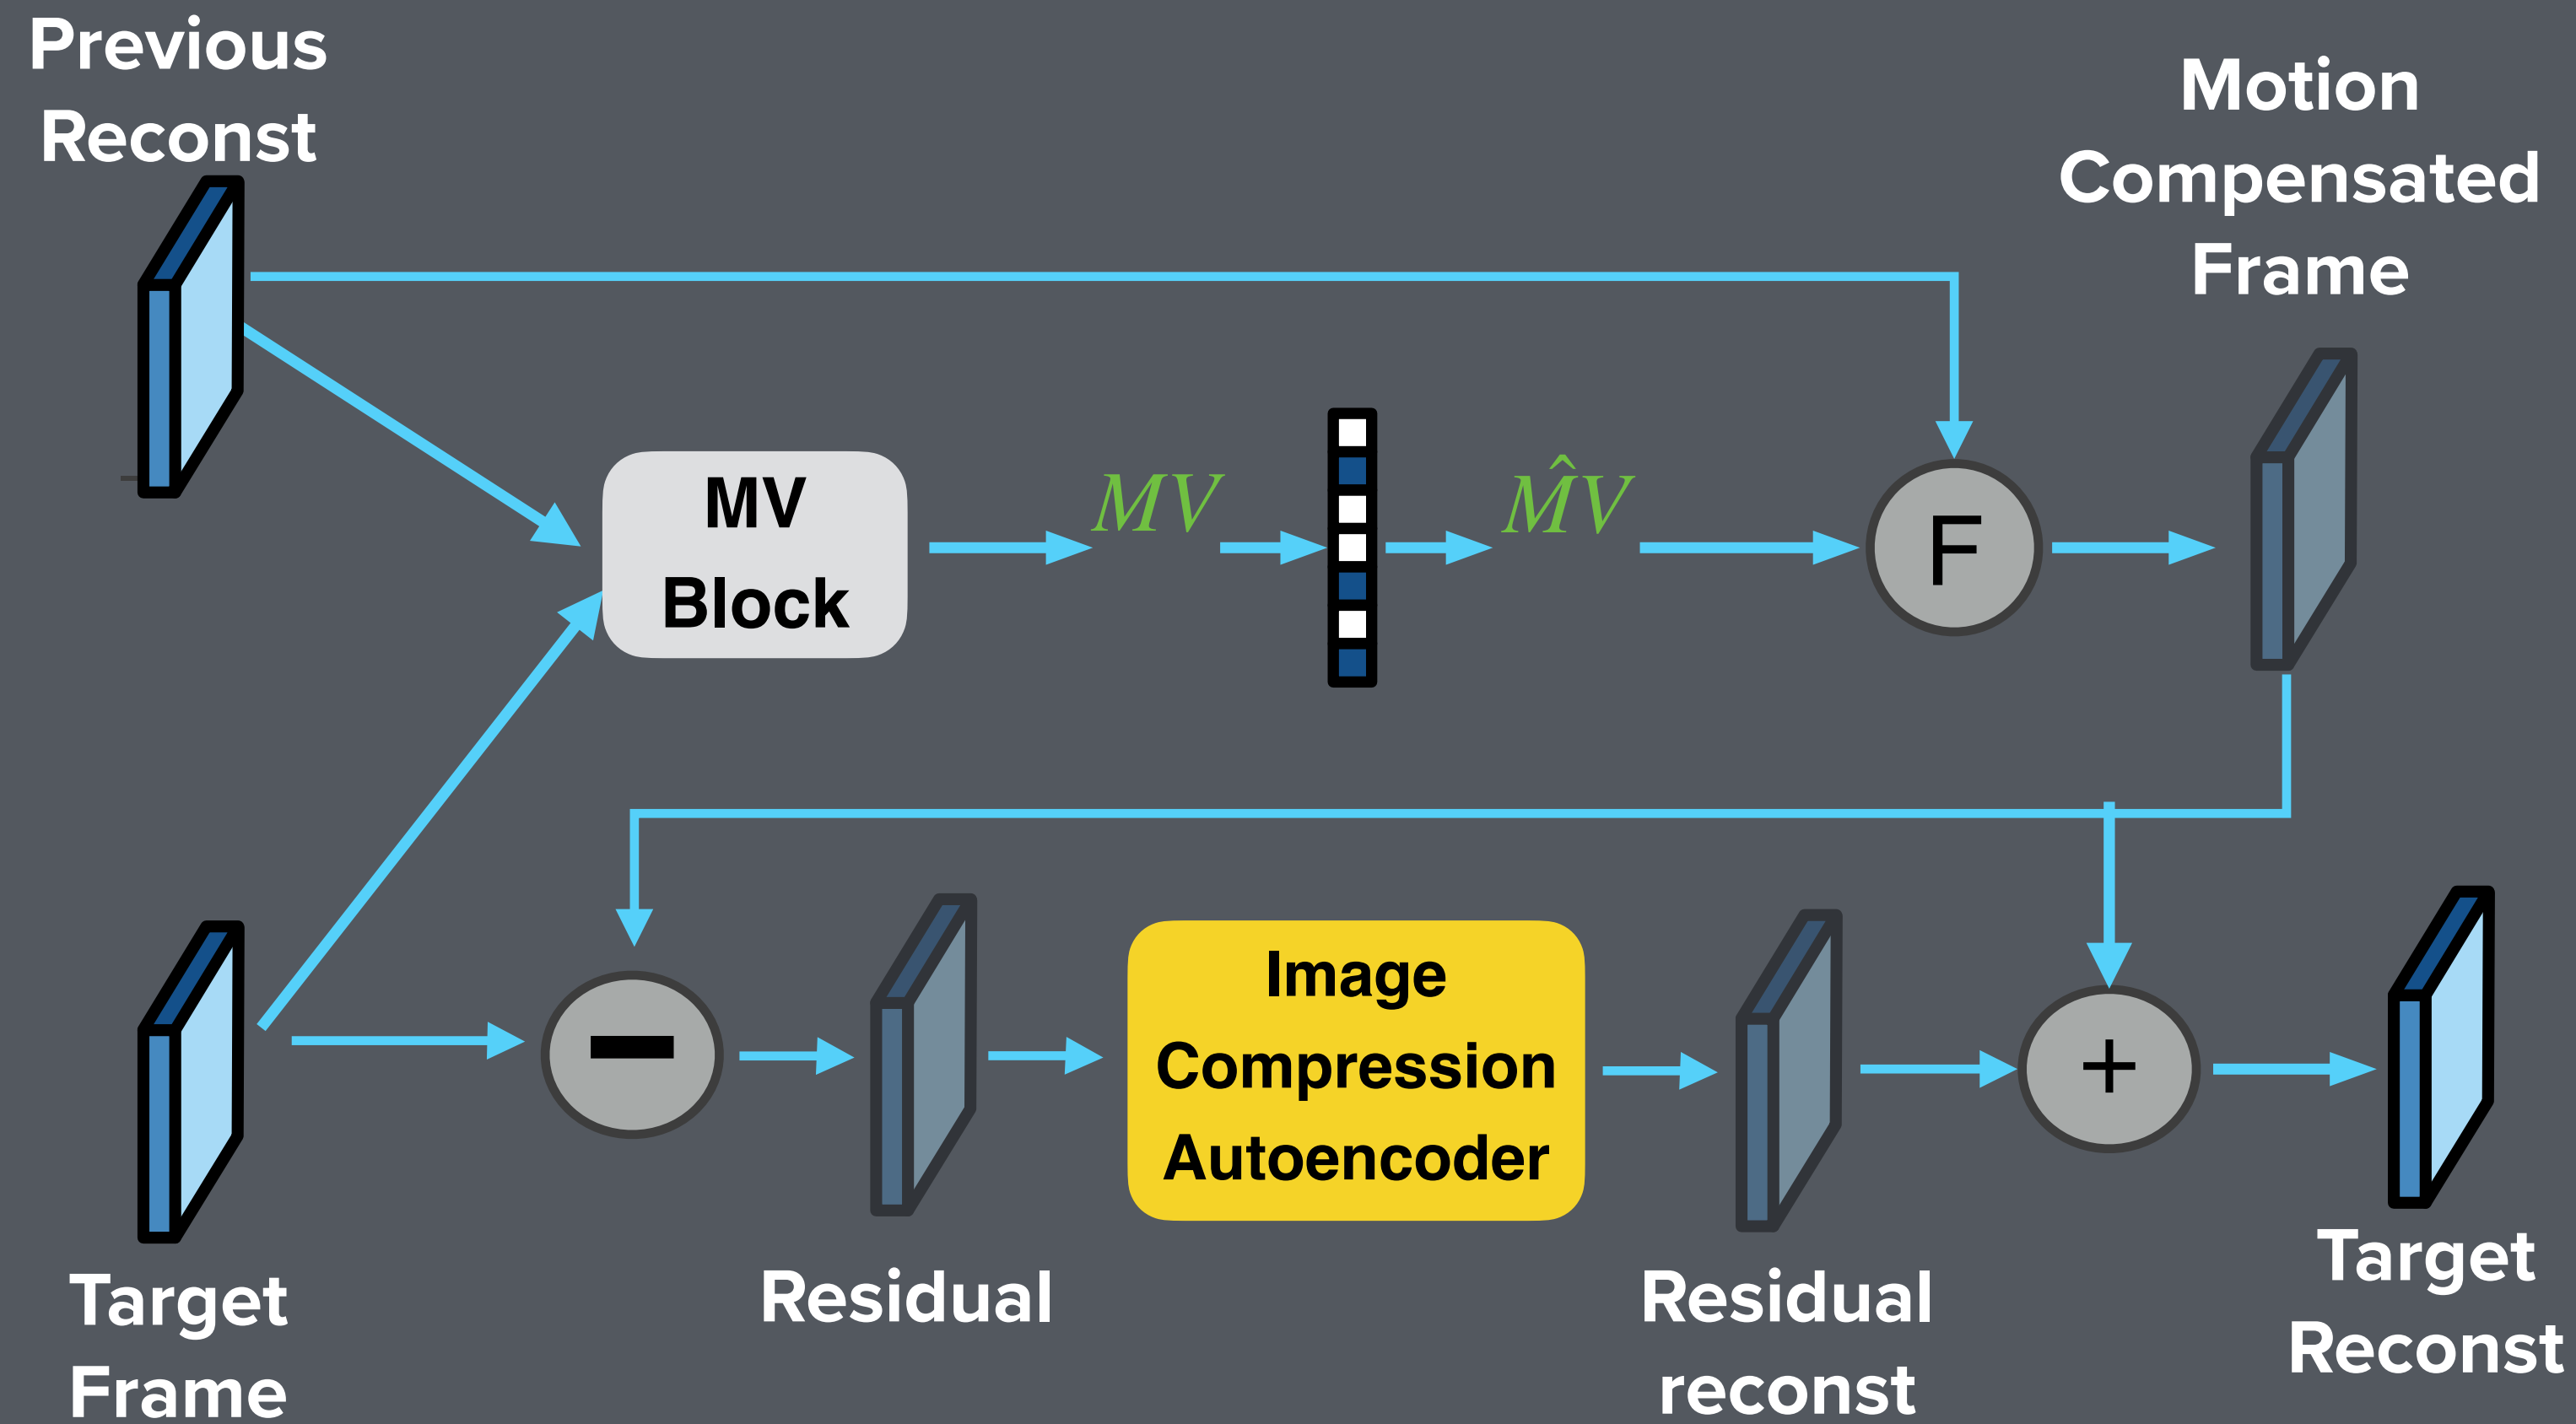 Previous
Reconst
Motion
Compensated
Frame
MV
Block
MV
M̂V
F
−
Image
Compression
Autoencoder
+
Target
Frame
Residual
Residual
reconst
Target
Reconst